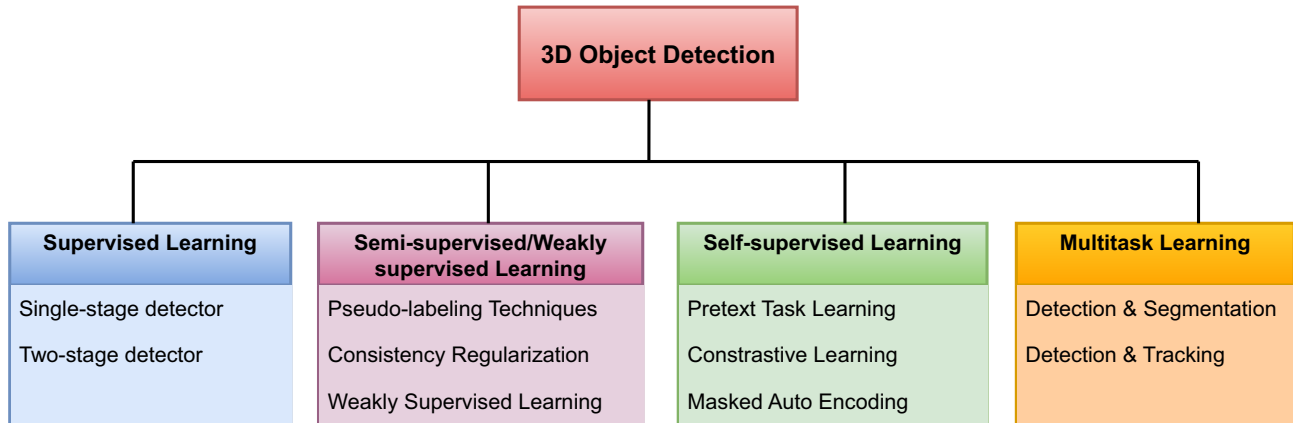 3D Object Detection
Supervised Learning
Single-stage detector
Two-stage detector
Semi-supervised/Weakly
supervised Learning
Pseudo-labeling Techniques
Consistency Regularization
Weakly Supervised Learning
Self-supervised Learning
Pretext Task Learning
Constrastive Learning
Masked Auto Encoding
Multitask Learning
Detection & Segmentation
Detection & Tracking